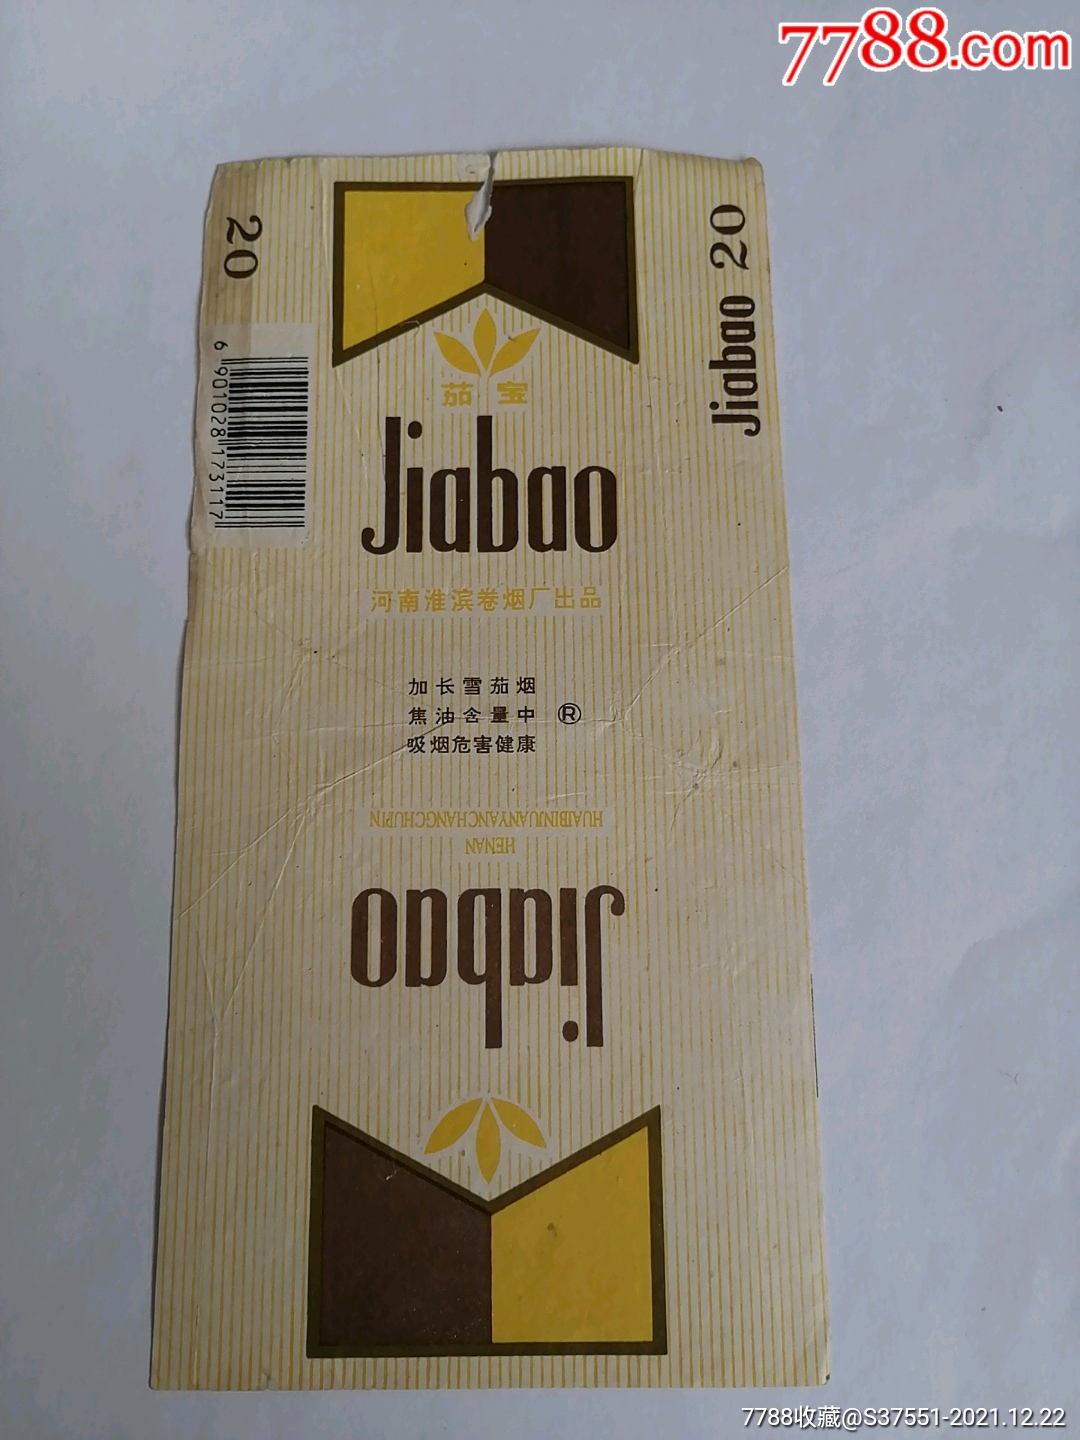 7788.com
20
6 901028 173117
茄宝
Jiabao
河南淮滨卷烟厂出品
加长雪茄烟
焦油含量中 ®
吸烟危害健康
Jiabao 20
HENAN
HUAIBINJUANYANCHANGCHUPIN
Jiabao
7788收藏@S37551-2021.12.22